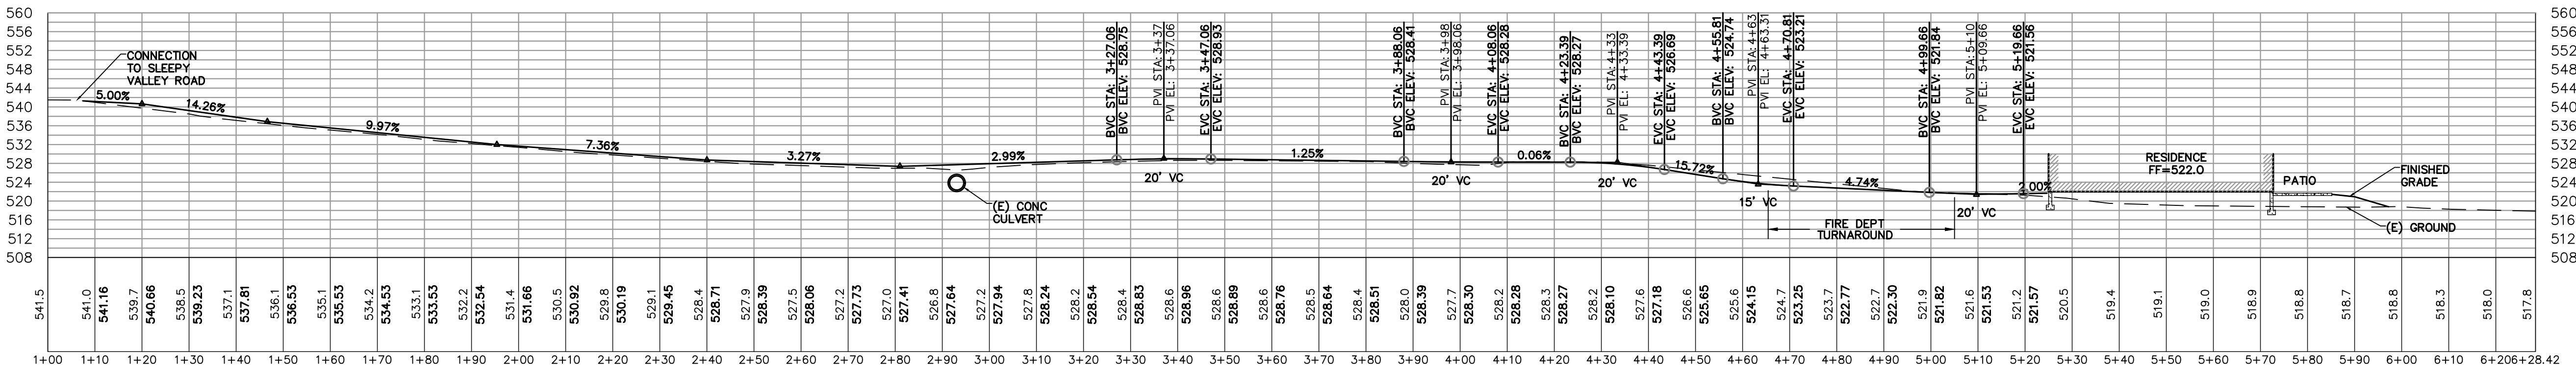 560
556
552
548
544
540
536
532
528
524
520
516
512
508
CONNECTION
TO SLEEPY
VALLEY ROAD
5.00%
14.26%
9.97%
7.36%
3.27%
2.99%
1.25%
0.06%
15.72%
4.74%
2.00%
(E) CONC
CULVERT
BVC STA: 3+27.06
BVC ELEV: 528.75
PVI STA: 3+37
PVI EL: 3+37.06
EVC STA: 3+47.06
EVC ELEV: 528.93
20' VC
BVC STA: 3+88.06
BVC ELEV: 528.41
PVI STA: 3+98
PVI EL: 3+98.06
EVC STA: 4+08.06
EVC ELEV: 528.28
20' VC
BVC STA: 4+23.39
BVC ELEV: 528.27
PVI STA: 4+33
PVI EL: 4+33.39
EVC STA: 4+43.39
EVC ELEV: 526.69
20' VC
BVC STA: 4+55.81
BVC ELEV: 524.74
PVI STA: 4+63
PVI EL: 4+63.31
EVC STA: 4+70.81
EVC ELEV: 523.21
15' VC
BVC STA: 4+99.66
BVC ELEV: 521.84
PVI STA: 5+10
PVI EL: 5+09.66
EVC STA: 5+19.66
EVC ELEV: 521.56
20' VC
FIRE DEPT
TURNAROUND
RESIDENCE
FF=522.0
PATIO
FINISHED
GRADE
(E) GROUND
560
556
552
548
544
540
536
532
528
524
520
516
512
508
541.5
541.0
541.16
539.7
540.66
538.5
539.23
537.1
537.81
536.1
536.53
535.1
535.53
534.2
534.53
533.1
533.53
532.2
532.54
531.4
531.66
530.5
530.92
529.8
530.19
529.1
529.45
528.4
528.71
527.9
528.39
527.5
528.06
527.2
527.73
527.0
527.41
526.8
527.64
527.2
527.94
527.8
528.24
528.2
528.54
528.4
528.83
528.6
528.96
528.6
528.89
528.6
528.76
528.5
528.64
528.4
528.51
528.0
528.39
527.7
528.30
528.2
528.28
528.3
528.27
528.2
528.10
527.6
527.18
526.6
525.65
525.6
524.15
524.7
523.25
523.7
522.77
522.6
522.30
521.9
521.82
521.6
521.53
521.2
521.57
520.5
519.4
519.1
519.0
518.9
518.8
518.7
518.8
518.3
518.0
517.8
1+00 1+10 1+20 1+30 1+40 1+50 1+60 1+70 1+80 1+90 2+00 2+10 2+20 2+30 2+40 2+50 2+60 2+70 2+80 2+90 3+00 3+10 3+20 3+30 3+40 3+50 3+60 3+70 3+80 3+90 4+00 4+10 4+20 4+30 4+40 4+50 4+60 4+70 4+80 4+90 5+00 5+10 5+20 5+30 5+40 5+50 5+60 5+70 5+80 5+90 6+00 6+10 6+20 6+28.42